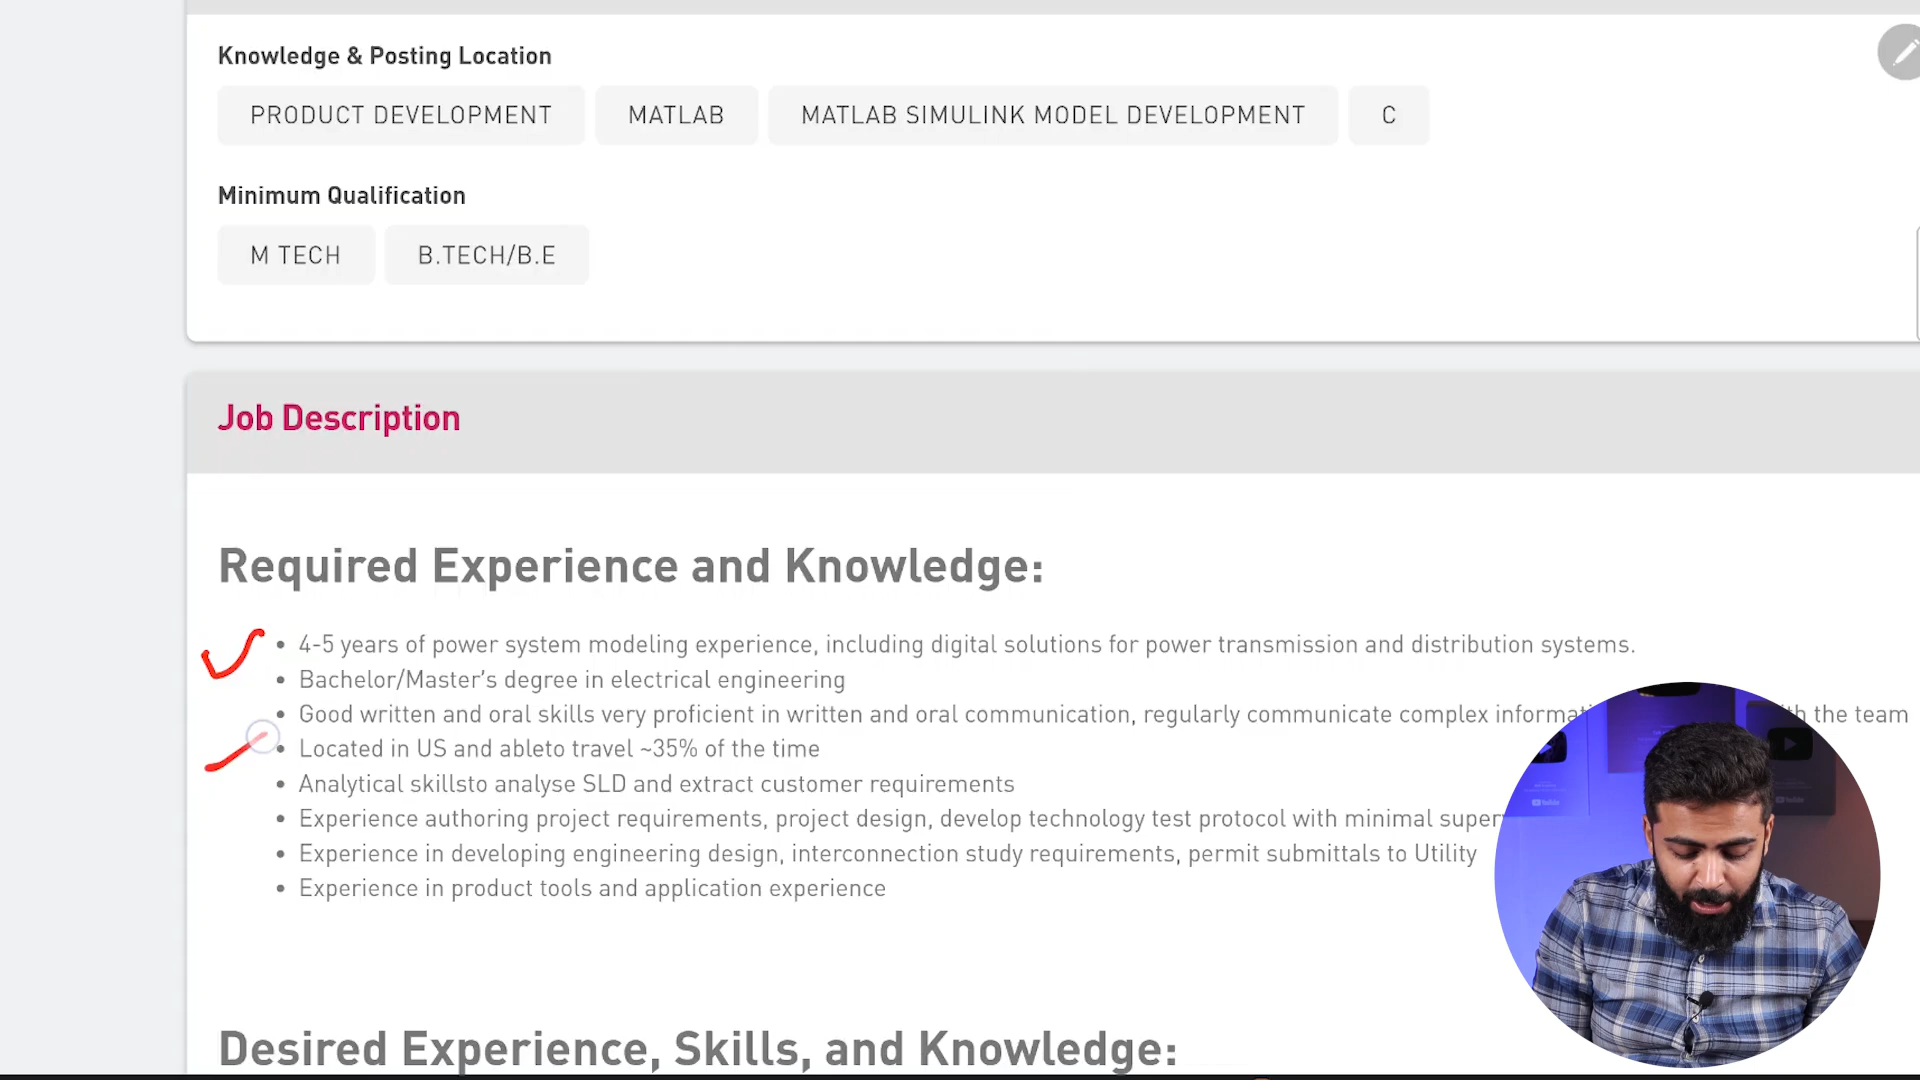 Knowledge & Posting Location
PRODUCT DEVELOPMENT MATLAB MATLAB SIMULINK MODEL DEVELOPMENT C
Minimum Qualification
M TECH B.TECH/B.E
Job Description
Required Experience and Knowledge:
• 4-5 years of power system modeling experience, including digital solutions for power transmission and distribution systems.
• Bachelor/Master's degree in electrical engineering
• Good written and oral skills very proficient in written and oral communication, regularly communicate complex the team
• Located in US and ableto travel ~35% of the time
• Analytical skillsto analyse SLD and extract customer requirements
• Experience authoring project requirements, project design, develop technology test protocol with minimal
• Experience in developing engineering design, interconnection study requirements, permit submittals to Utility
• Experience in product tools and application experience
Desired Experience, Skills, and Knowledge: